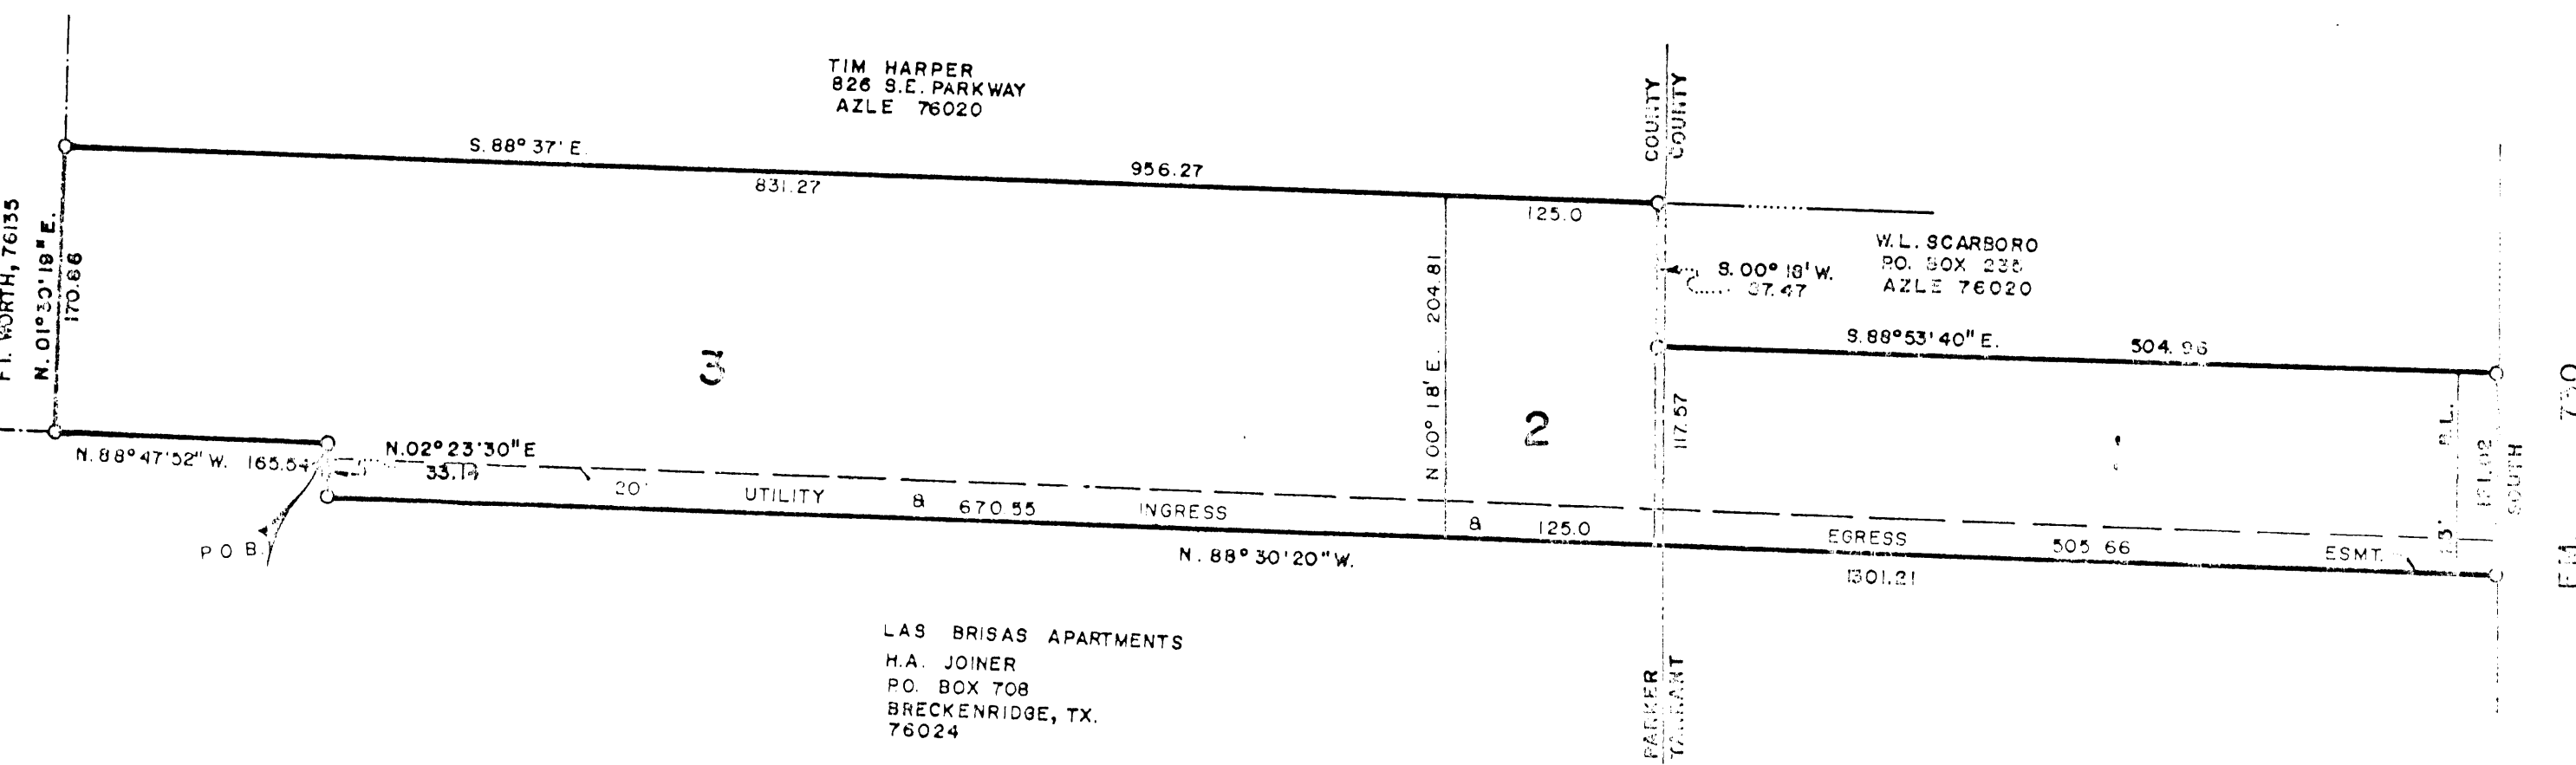 TIM HARPER
826 S.E. PARKWAY
AZLE 76020
COUNTY
COUNTY
S. 88° 37' E.
956.27
831.27
125.0
FT. WORTH, 76135
N. 01° 30' 19" E.
170.66
W. L. SCARBORO
P.O. BOX
AZLE 76020
S. 00° 18' W.
87.47
N 00° 18' E. 204.81
S. 88° 53' 40" E. 504.96
3
2
117.57
B.L.
SOUTH
N. 88° 47' 52" W. 165.54
N. 02° 23' 30" E
33.14
20' UTILITY & 670.55 INGRESS & 125.0 EGRESS 505.66 ESMT.
P O B.
N. 88° 30' 20" W.
1301.21
LAS BRISAS APARTMENTS
H.A. JOINER
P.O. BOX 708
BRECKENRIDGE, TX.
76024
PARKER
TARRANT